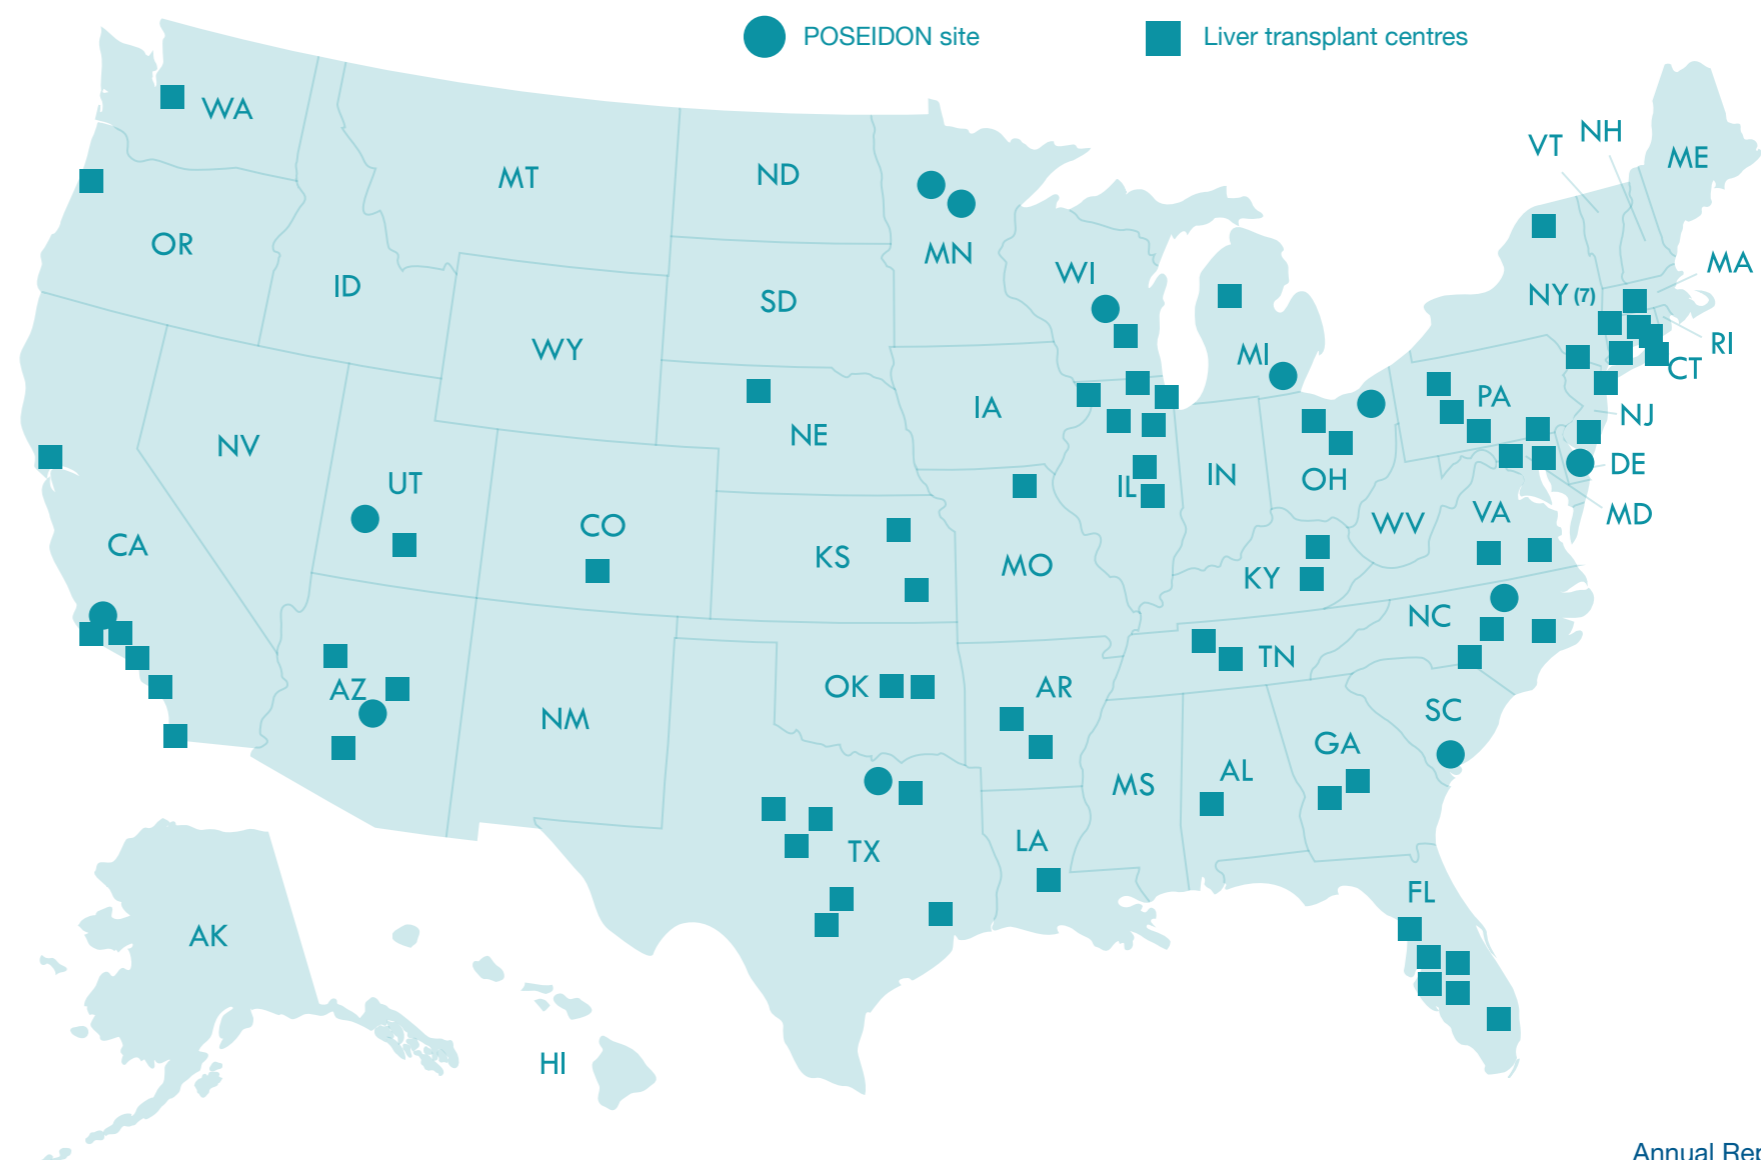 POSEIDON site
Liver transplant centres
WA
MT
ND
VT
NH
ME
OR
ID
MN
WI
SD
WY
MI
NY (7)
MA
RI
CT
IA
NE
PA
NJ
NV
UT
CO
IL
IN
OH
DE
CA
KS
MO
WV
VA
MD
KY
NC
TN
AZ
NM
OK
AR
SC
GA
AL
MS
TX
LA
FL
AK
HI
Annual Rep